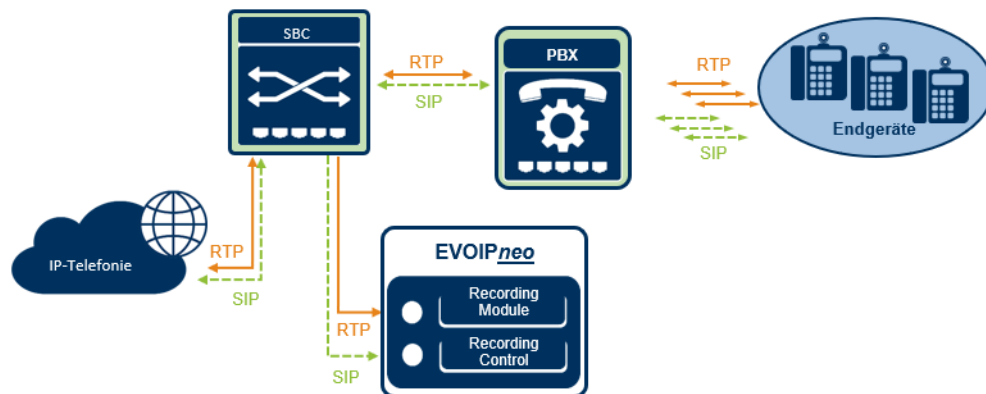 SBC
RTP
SIP
PBX
RTP
SIP
Endgeräte
IP-Telefonie
RTP
SIP
EVOIPneo
Recording
Module
Recording
Control
RTP
SIP